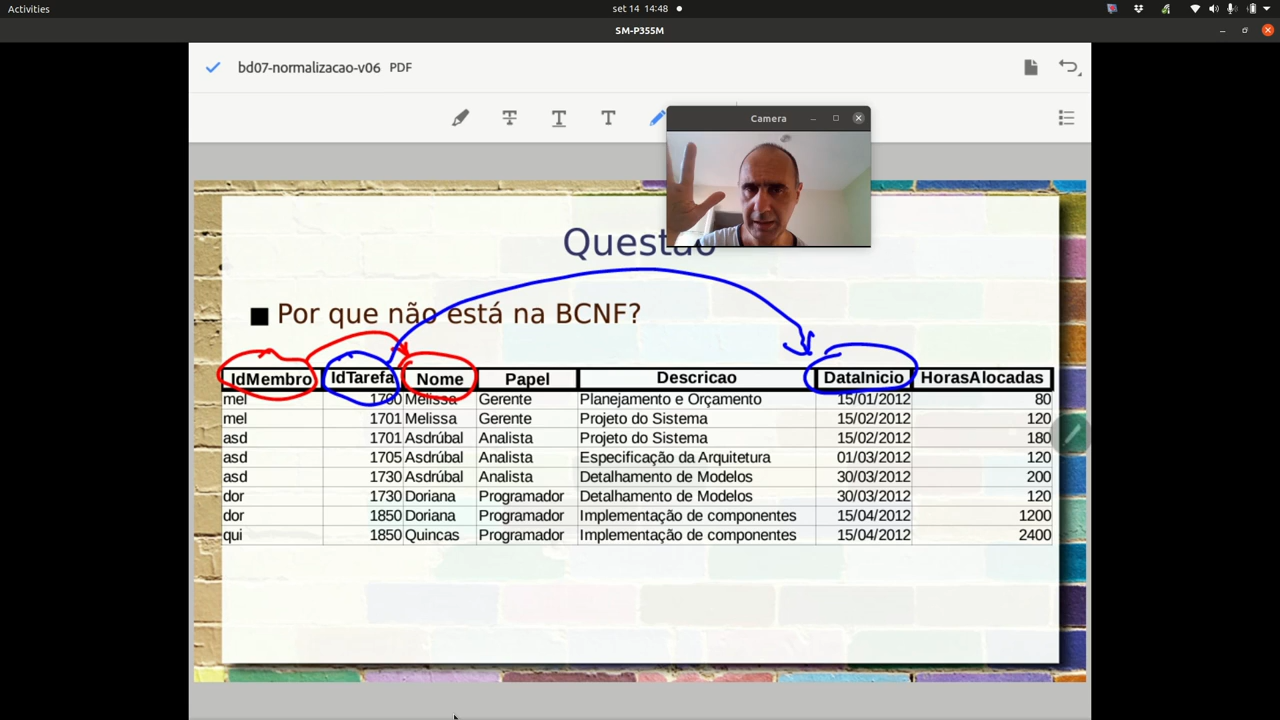 Activities
set 14 14:48
SM-P355M
bd07-normalizacao-v06 PDF
Camera
Questão
Por que não está na BCNF?
IdMembro IdTarefa Nome Papel Descricao DataInicio HorasAlocadas
mel 1700 Melissa Gerente Planejamento e Orçamento 15/01/2012 80
mel 1701 Melissa Gerente Projeto do Sistema 15/02/2012 120
asd 1701 Asdrúbal Analista Projeto do Sistema 15/02/2012 180
asd 1705 Asdrúbal Analista Especificação da Arquitetura 01/03/2012 120
asd 1730 Asdrúbal Analista Detalhamento de Modelos 30/03/2012 200
dor 1730 Doriana Programador Detalhamento de Modelos 30/03/2012 120
dor 1850 Doriana Programador Implementação de componentes 15/04/2012 1200
qui 1850 Quincas Programador Implementação de componentes 15/04/2012 2400